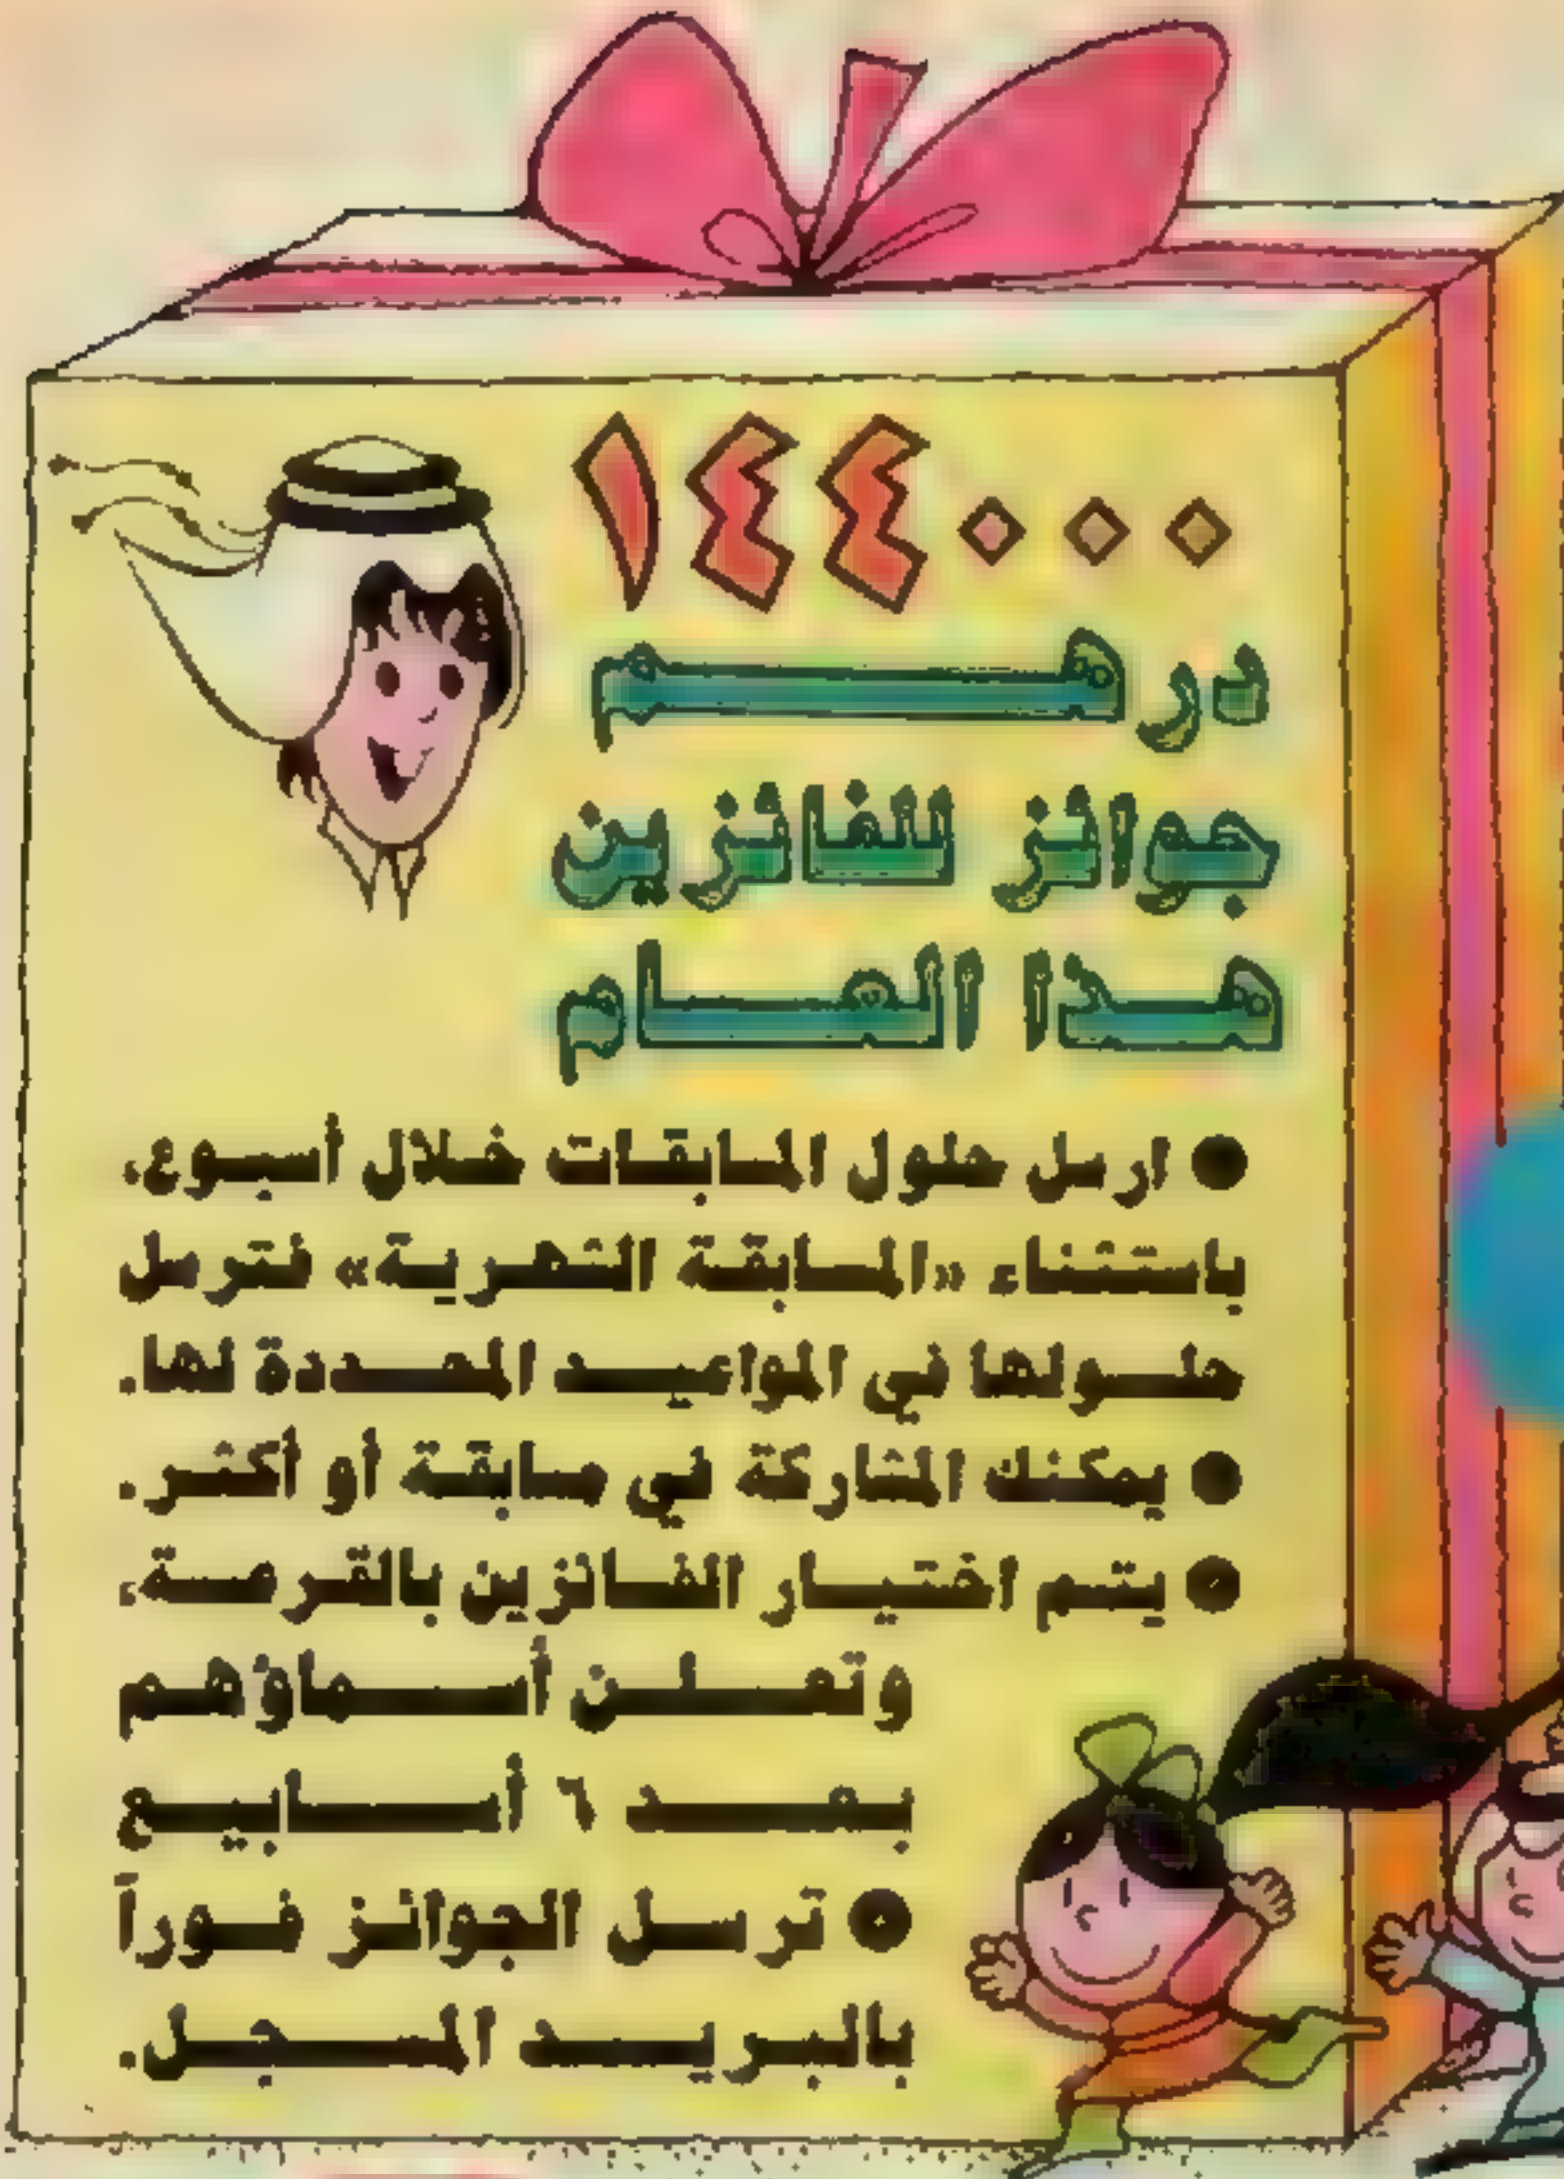 ١٤٤٠٠٠
درهم
جوائز للفائزين
هذا العام
● ارسل حلول المسابقات خلال أسبوع،
باستثناء «المسابقة الشهرية» فترسل
حلولها في المواعيد المحددة لها.
● يمكنك المشاركة في مسابقة أو أكثر.
● يتم اختيار الفائزين بالقرعة،
وتعلن أسماؤهم
بعد ٦ أسابيع
● ترسل الجوائز فوراً
بالبريد المسجل.